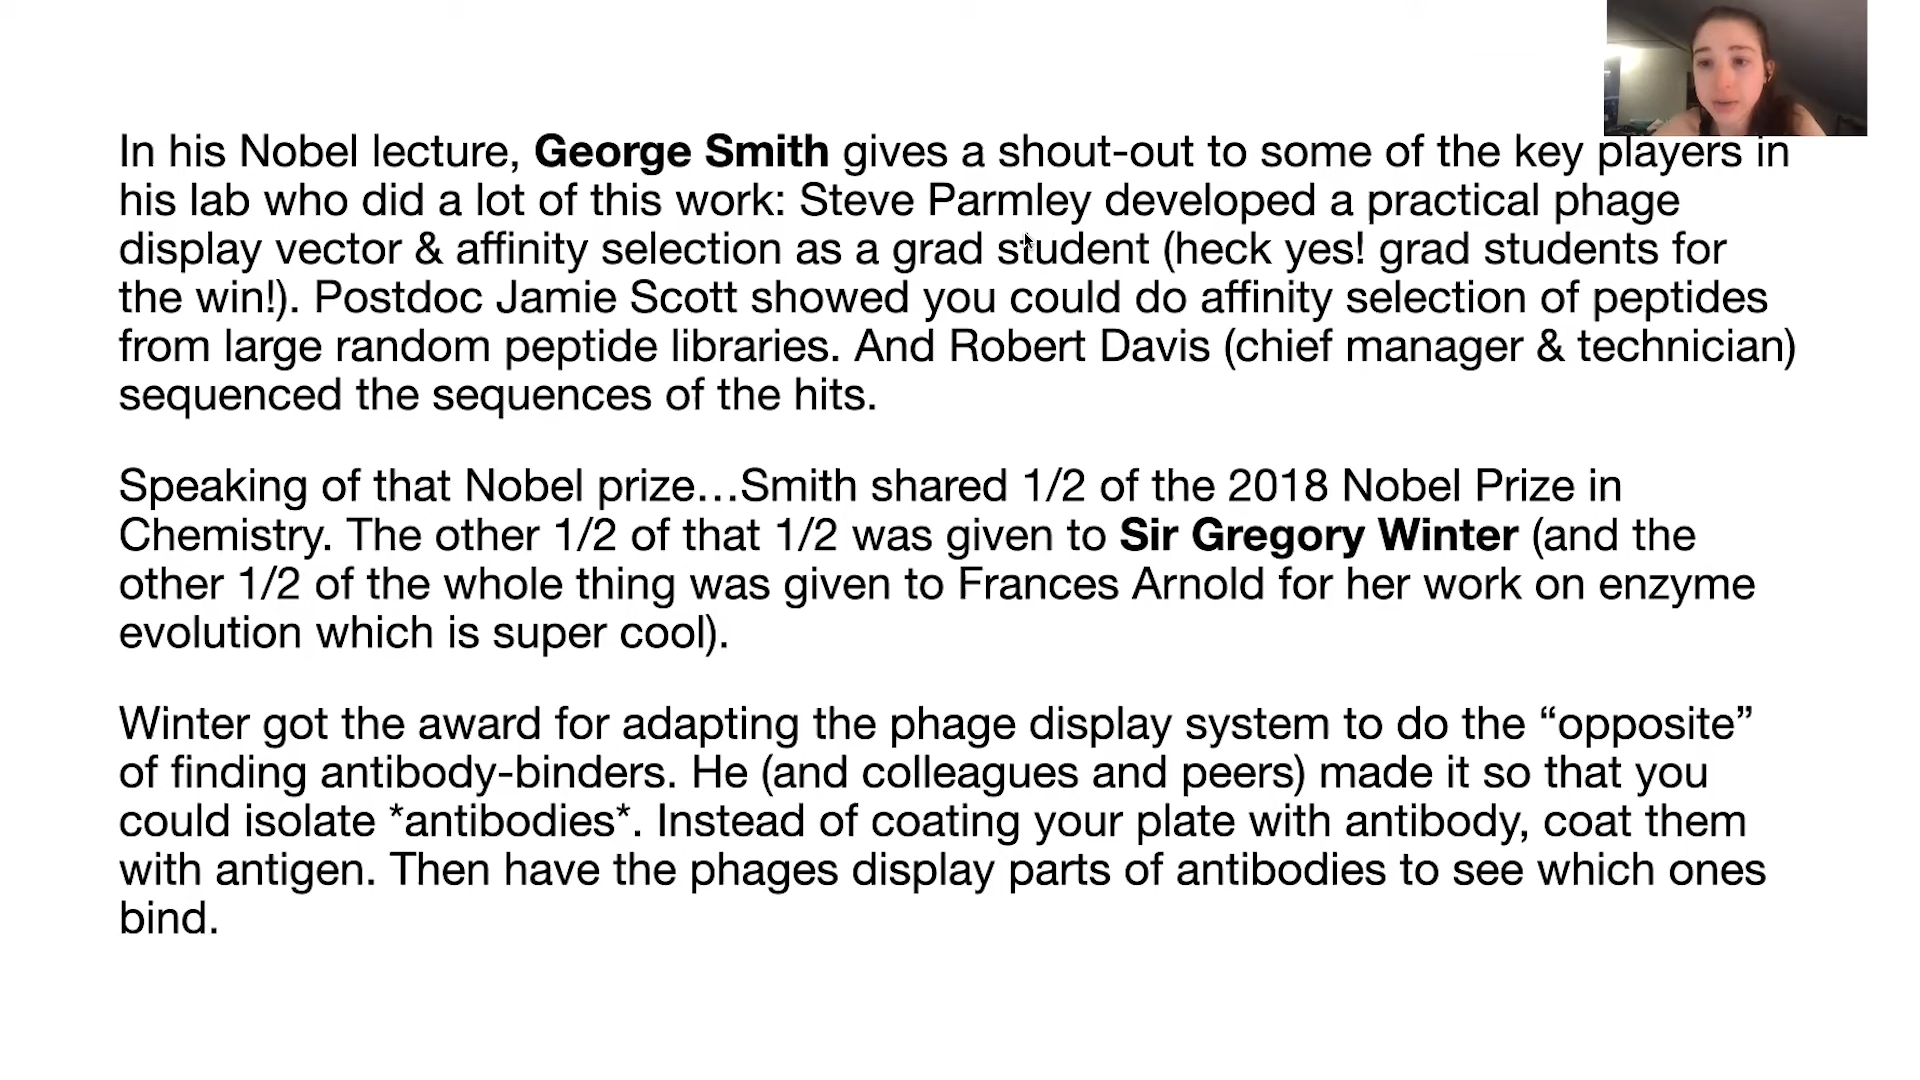 In his Nobel lecture, George Smith gives a shout-out to some of the key players in
his lab who did a lot of this work: Steve Parmley developed a practical phage
display vector & affinity selection as a grad student (heck yes! grad students for
the win!). Postdoc Jamie Scott showed you could do affinity selection of peptides
from large random peptide libraries. And Robert Davis (chief manager & technician)
sequenced the sequences of the hits.
Speaking of that Nobel prize…Smith shared 1/2 of the 2018 Nobel Prize in
Chemistry. The other 1/2 of that 1/2 was given to Sir Gregory Winter (and the
other 1/2 of the whole thing was given to Frances Arnold for her work on enzyme
evolution which is super cool).
Winter got the award for adapting the phage display system to do the “opposite”
of finding antibody-binders. He (and colleagues and peers) made it so that you
could isolate *antibodies*. Instead of coating your plate with antibody, coat them
with antigen. Then have the phages display parts of antibodies to see which ones
bind.